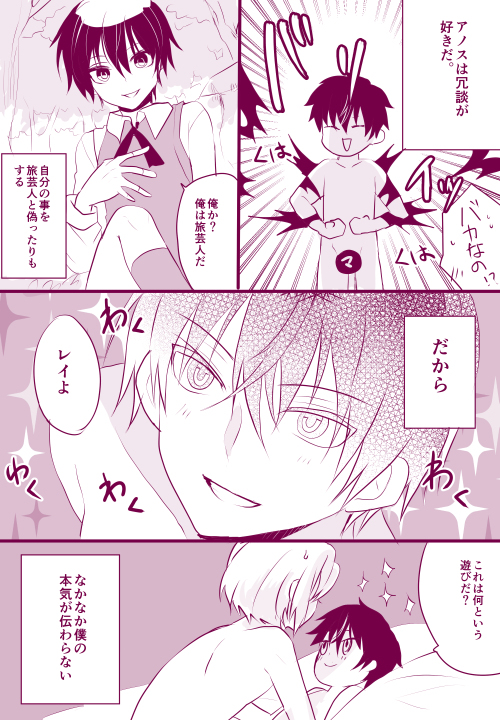 アノスは冗談が
好きだ。
ババッ
イッ
くはっ
くはっ
マ
バカなの!?
俺か?
俺は旅芸人だ
自分の事を
旅芸人と偽ったりも
する
だから
わく
レイよ
わく
わく
わく
これは何という
遊びだ?
なかなか僕の
本気が伝わらない